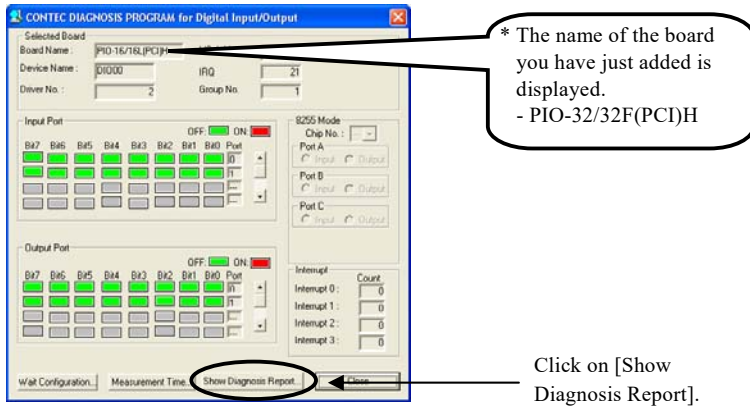 CONTEC DIAGNOSIS PROGRAM for Digital Input/Output
Selected Board
Board Name : PIO-16/16L(PCI)H
Device Name : DIO00 IRQ 21
Driver No. : 2 Group No. 1
* The name of the board
you have just added is
displayed.
- PIO-32/32F(PCI)H
Input Port
OFF: ON:
Bit7 Bit6 Bit5 Bit4 Bit3 Bit2 Bit1 Bit0 Port
0
1
---
---
8255 Mode
Chip No. : -
Port A
Input Output
Port B
Input Output
Port C
Input Output
Output Port
OFF: ON:
Bit7 Bit6 Bit5 Bit4 Bit3 Bit2 Bit1 Bit0 Port
0
1
---
---
Interrupt
Count
Interrupt 0 : 0
Interrupt 1 : 0
Interrupt 2 : 0
Interrupt 3 : 0
Wait Configuration... Measurement Time... Show Diagnosis Report... Close
Click on [Show
Diagnosis Report].